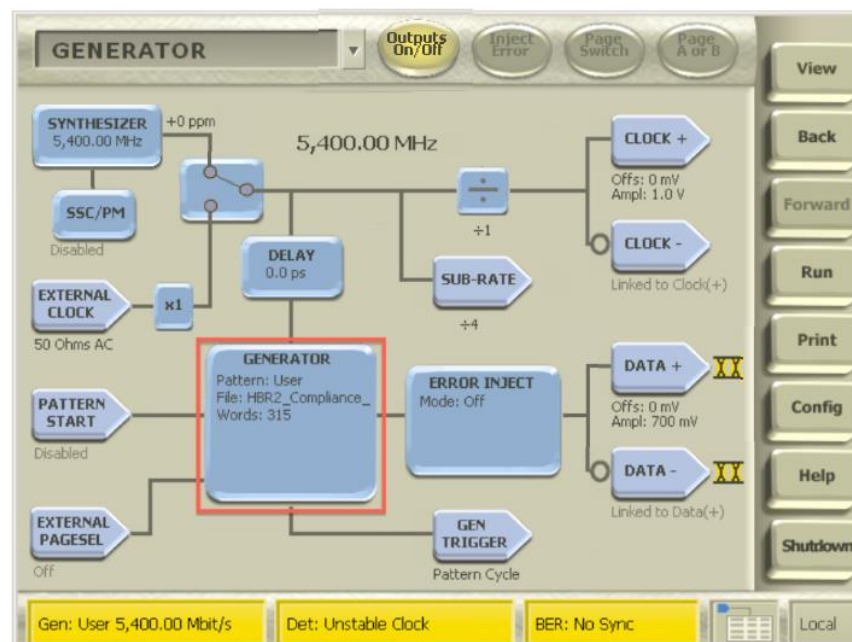 GENERATOR
Outputs
On/Off
Inject
Error
Page
Switch
Page
A or B
View
Back
Forward
Run
Print
Config
Help
Shutdown
SYNTHESIZER
5,400.00 MHz
+0 ppm
5,400.00 MHz
SSC/PM
Disabled
EXTERNAL
CLOCK
50 Ohms AC
x1
DELAY
0.0 ps
÷
÷1
SUB-RATE
÷4
CLOCK +
Offs: 0 mV
Ampl: 1.0 V
CLOCK -
Linked to Clock(+)
PATTERN
START
Disabled
GENERATOR
Pattern: User
File: HBR2_Compliance_
Words: 315
ERROR INJECT
Mode: Off
DATA +
Offs: 0 mV
Ampl: 700 mV
DATA -
Linked to Data(+)
EXTERNAL
PAGESEL
Off
GEN
TRIGGER
Pattern Cycle
Gen: User 5,400.00 Mbit/s
Det: Unstable Clock
BER: No Sync
Local